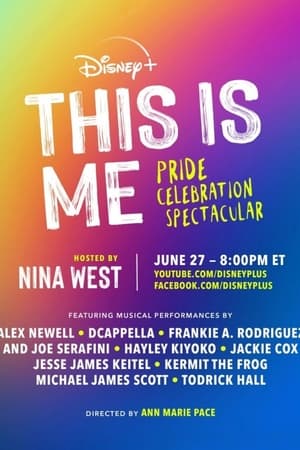 Disney+
THIS IS
ME
PRIDE
CELEBRATION
SPECTACULAR
HOSTED BY
NINA WEST
JUNE 27 – 8:00PM ET
YOUTUBE.COM/DISNEYPLUS
FACEBOOK.COM/DISNEYPLUS
FEATURING MUSICAL PERFORMANCES BY
ALEX NEWELL • DCAPPELLA • FRANKIE A. RODRIGUEZ
AND JOE SERAFINI • HAYLEY KIYOKO • JACKIE COX
JESSE JAMES KEITEL • KERMIT THE FROG
MICHAEL JAMES SCOTT • TODRICK HALL
DIRECTED BY ANN MARIE PACE